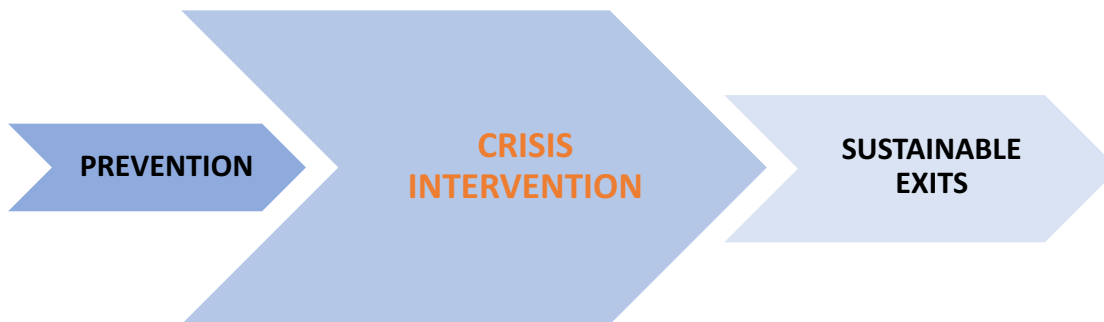 PREVENTION
CRISIS
INTERVENTION
SUSTAINABLE
EXITS